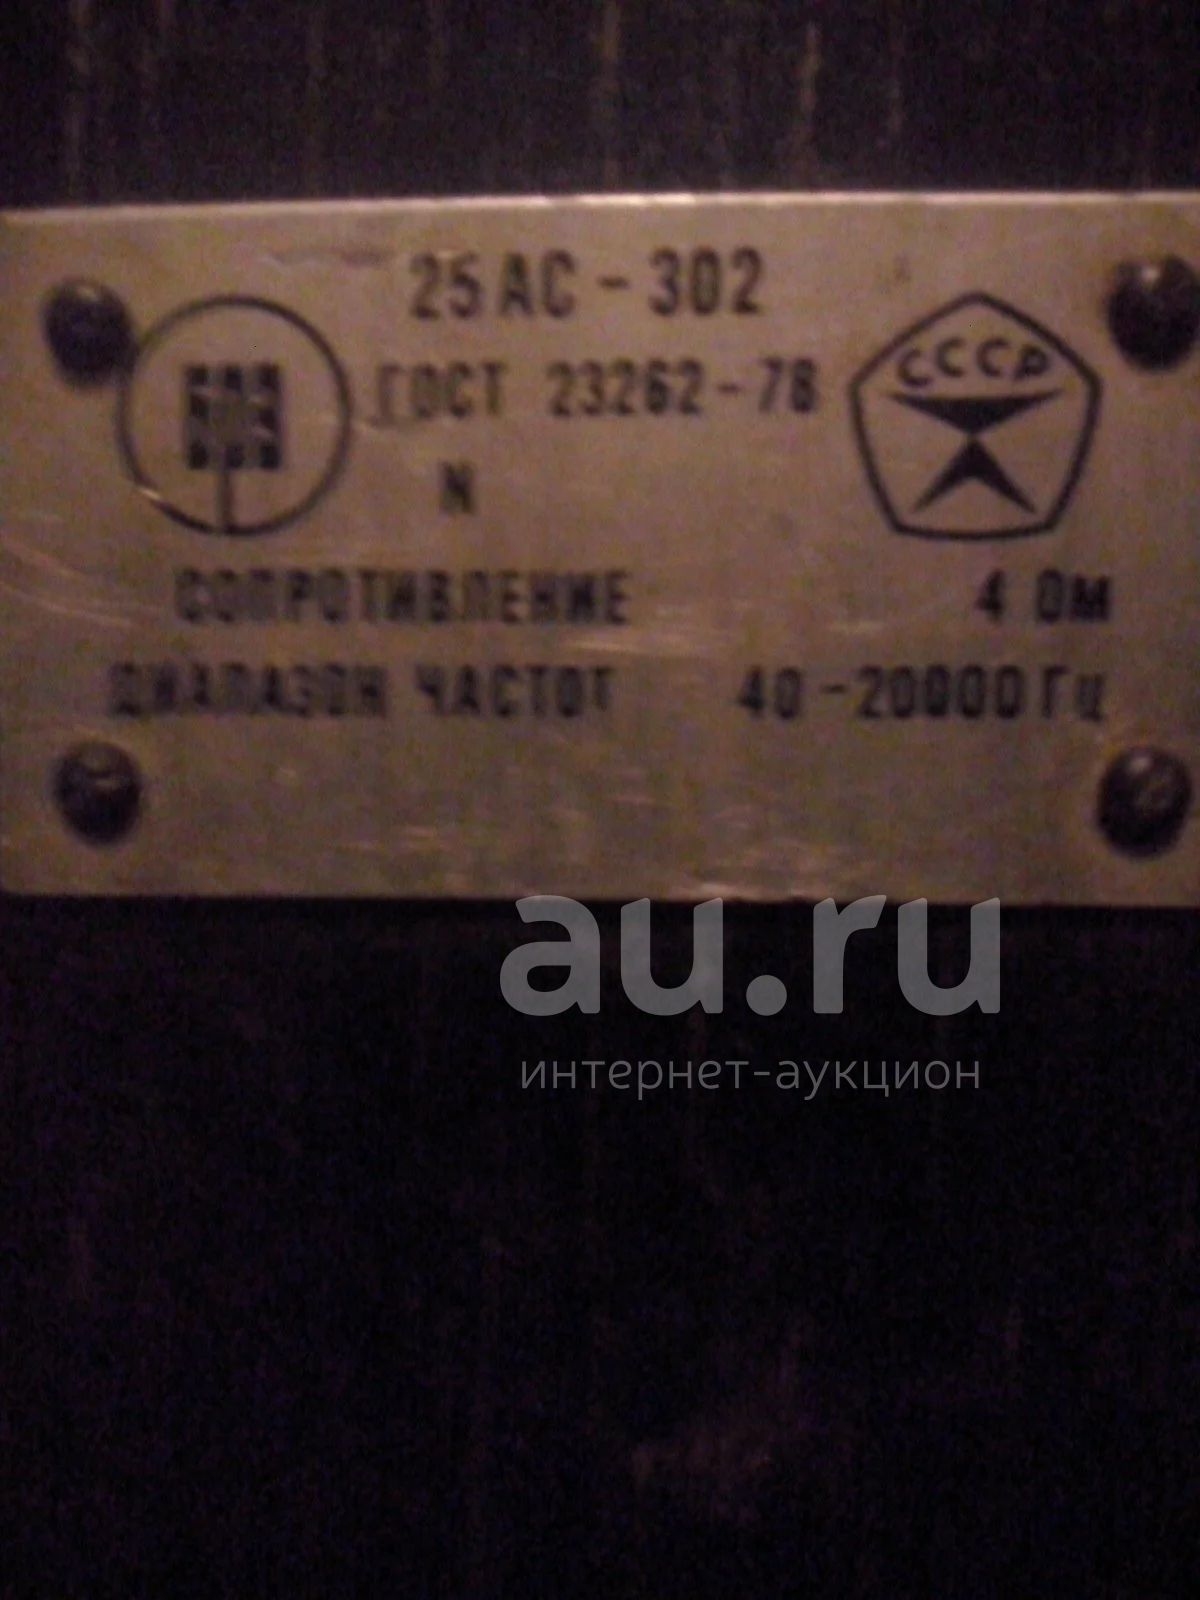 25АС-302
ГОСТ 23262-78
СССР
N
СОПРОТИВЛЕНИЕ 4 Ом
ДИАПАЗОН ЧАСТОТ 40-20000 Гц
au.ru
интернет-аукцион